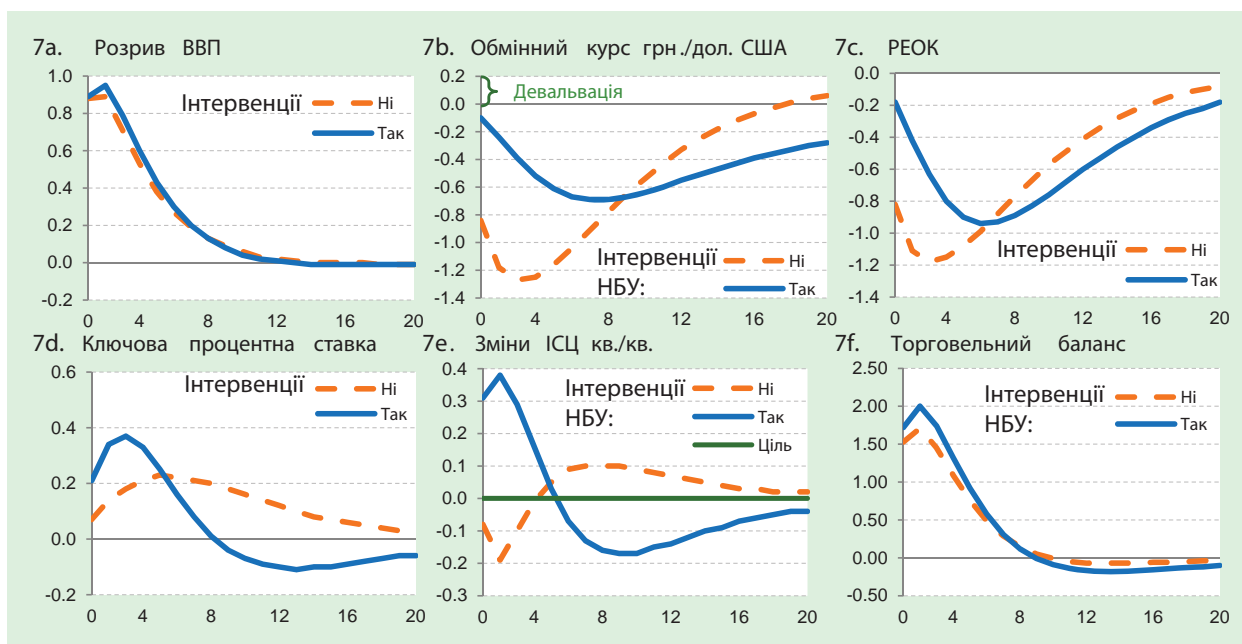 7a. Розрив ВВП
1.0
0.8
0.6
0.4
0.2
0.0
-0.2
Інтервенції
Ні
Так
0 4 8 12 16 20
7b. Обмінний курс грн./дол. США
0.2
0.0
-0.2
-0.4
-0.6
-0.8
-1.0
-1.2
-1.4
Девальвація
Інтервенції
НБУ:
Ні
Так
0 4 8 12 16 20
7c. РЕОК
0.0
-0.2
-0.4
-0.6
-0.8
-1.0
-1.2
-1.4
Інтервенції
Ні
Так
0 4 8 12 16 20
7d. Ключова процентна ставка
0.6
0.4
0.2
0.0
-0.2
Інтервенції
Ні
Так
0 4 8 12 16 20
7e. Зміни ІСЦ кв./кв.
0.4
0.3
0.2
0.1
0.0
-0.1
-0.2
-0.3
Інтервенції
НБУ:
Ні
Так
Ціль
0 4 8 12 16 20
7f. Торговельний баланс
2.50
2.00
1.50
1.00
0.50
0.00
-0.50
Інтервенції
НБУ:
Ні
Так
0 4 8 12 16 20